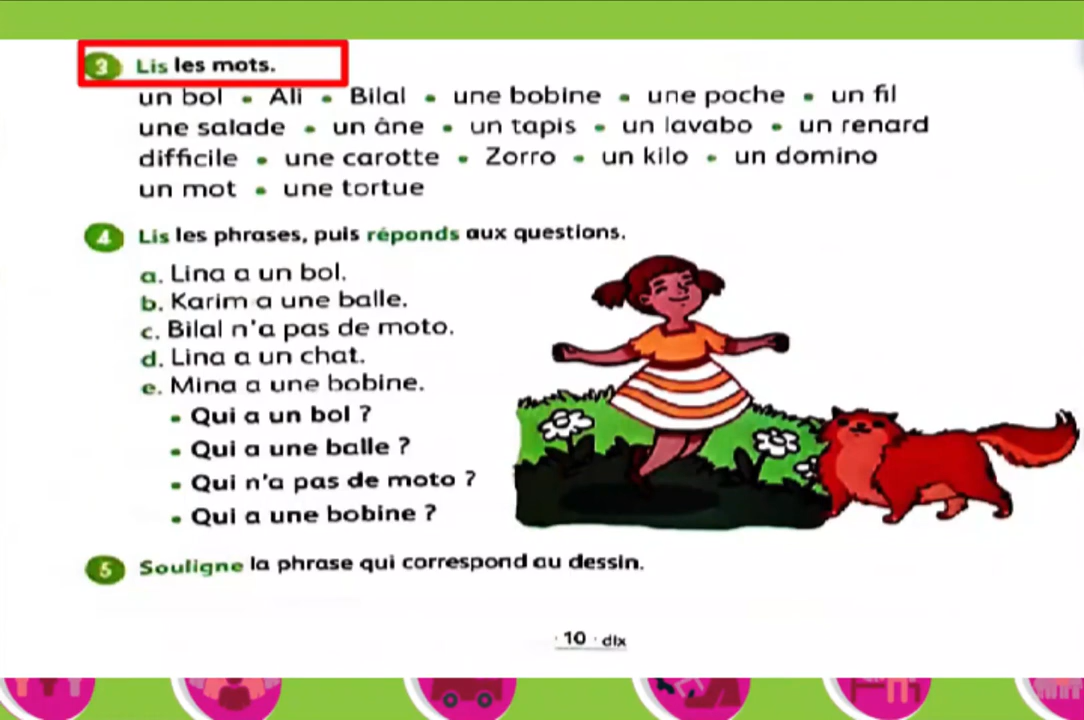 3 Lis les mots.
un bol • Ali • Bilal • une bobine • une poche • un fil
une salade • un âne • un tapis • un lavabo • un renard
difficile • une carotte • Zorro • un kilo • un domino
un mot • une tortue
4 Lis les phrases, puis réponds aux questions.
a. Lina a un bol.
b. Karim a une balle.
c. Bilal n'a pas de moto.
d. Lina a un chat.
e. Mina a une bobine.
• Qui a un bol ?
• Qui a une balle ?
• Qui n'a pas de moto ?
• Qui a une bobine ?
5 Souligne la phrase qui correspond au dessin.
· 10 · dix